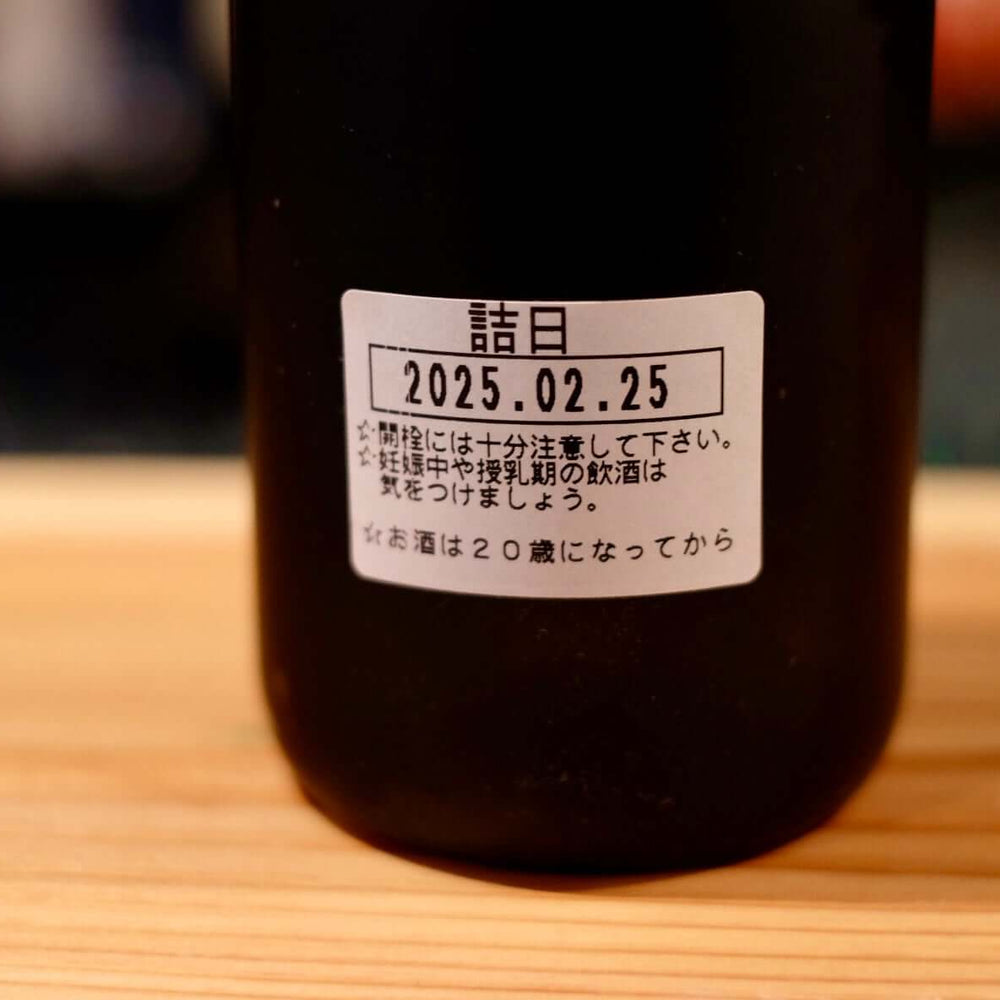 詰日
2025.02.25
☆開栓には十分注意して下さい。
☆妊娠中や授乳期の飲酒は
気をつけましょう。
☆お酒は20歳になってから